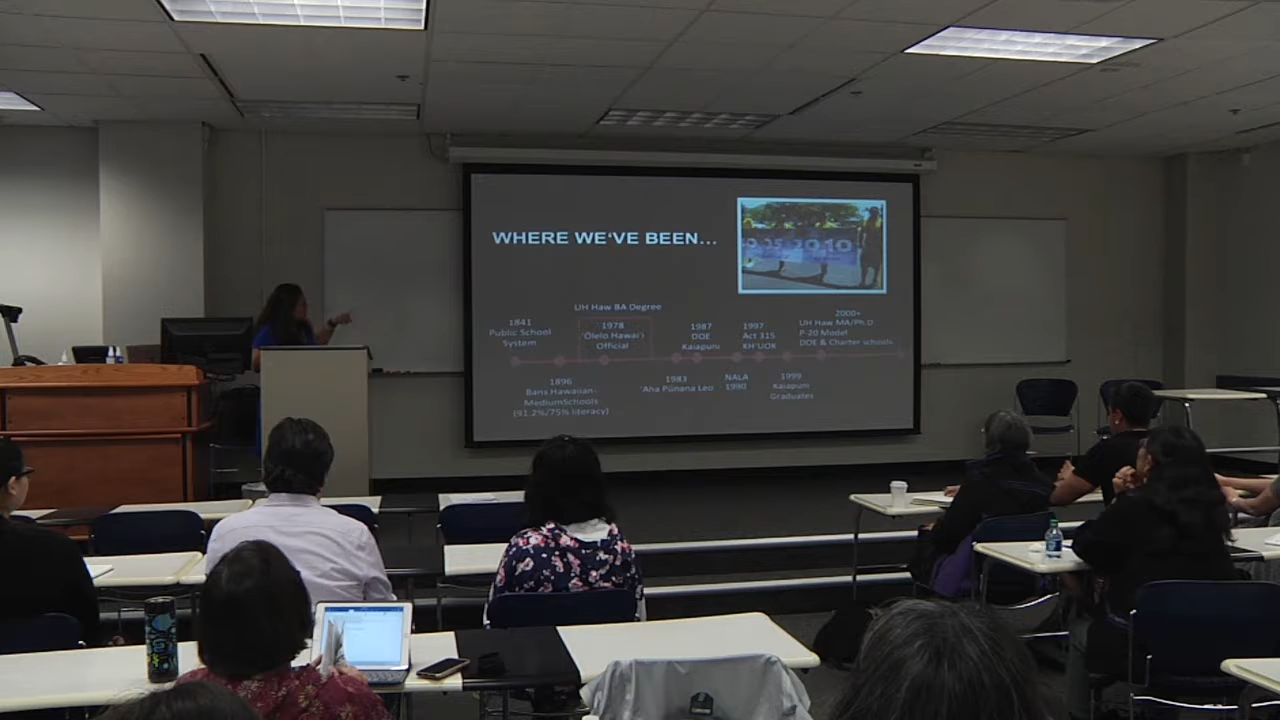 WHERE WE'VE BEEN...
2010
UH Haw BA Degree
1841
Public School
System
1978
'Ōlelo Hawai'i
Official
1987
DOE
Kaiapuni
1997
Act 315
KH'UOK
2000+
UH Haw MA/Ph.D
P-20 Model
DOE & Charter schools
1896
Bans Hawaiian-
MediumSchools
(91.2%/75% literacy)
1983
'Aha Pūnana Leo
NALA
1990
1999
Kaiapuni
Graduates